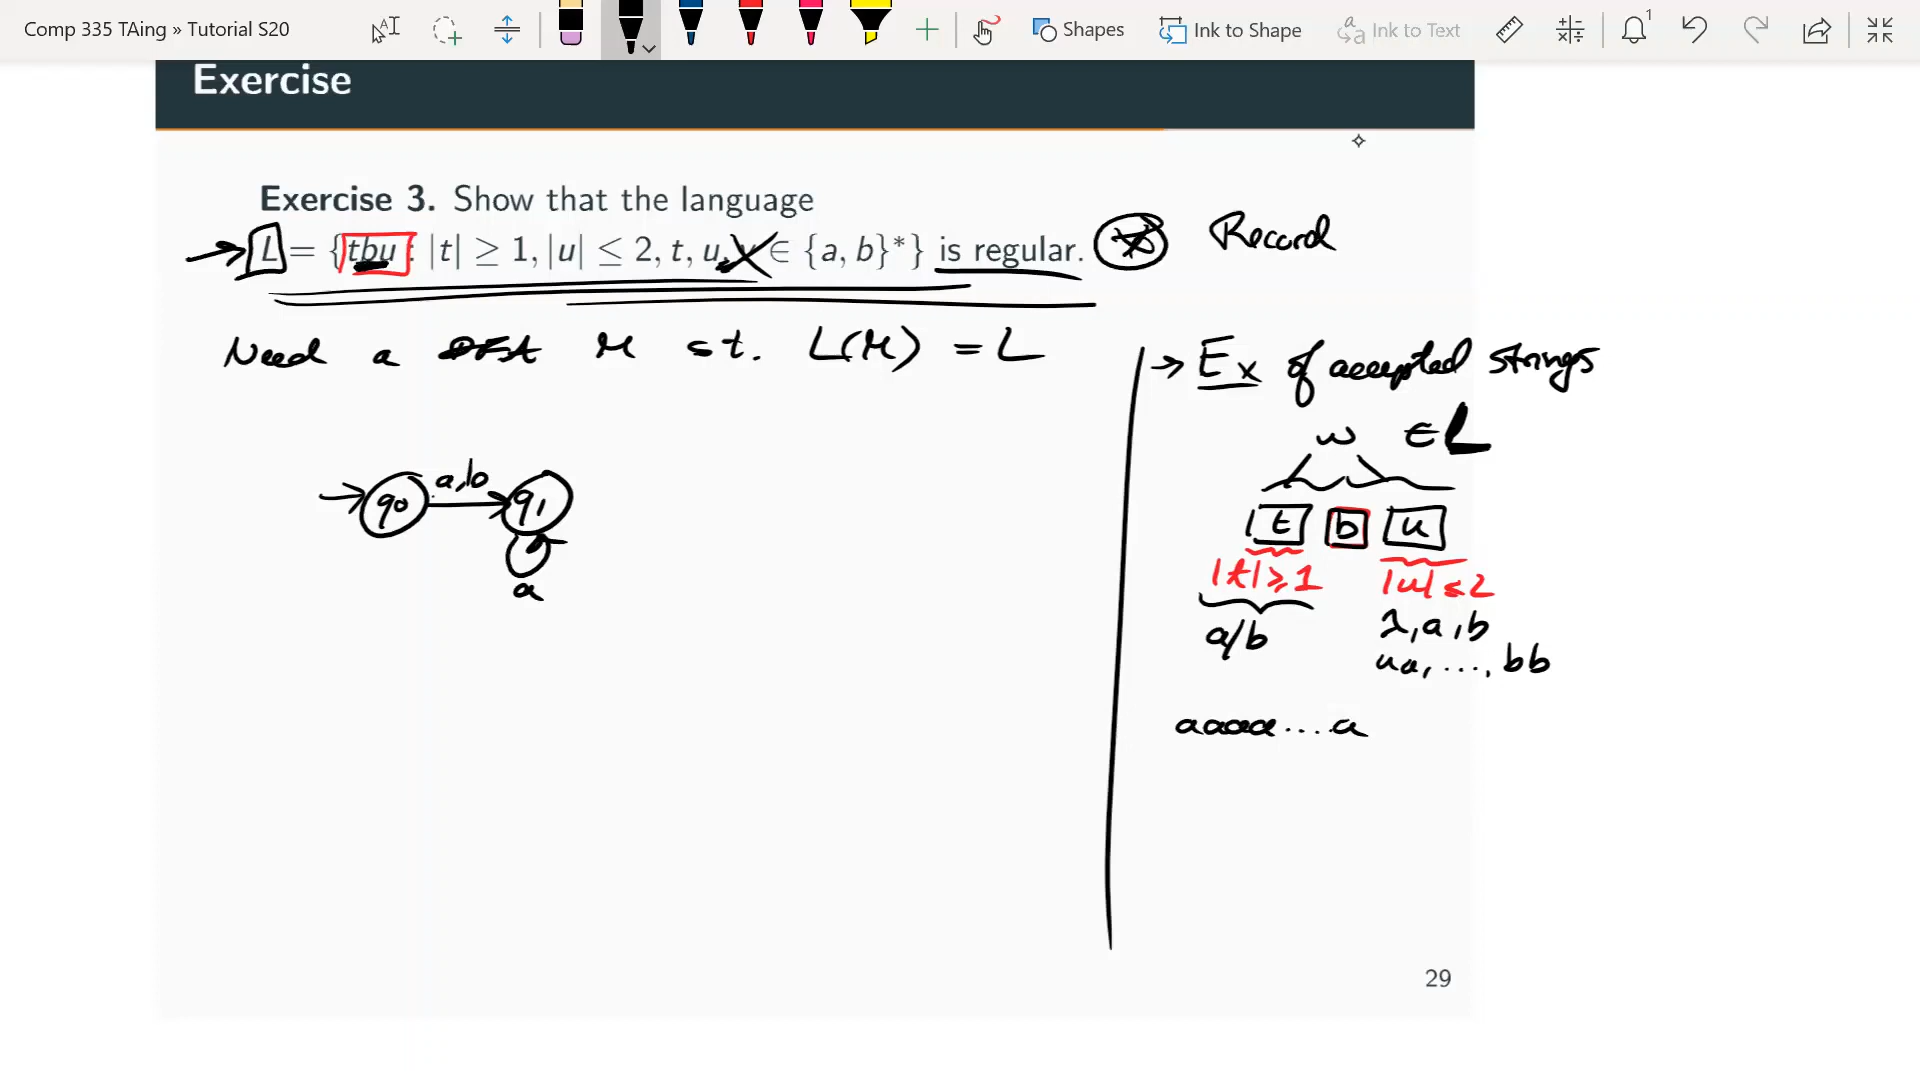 Comp 335 TAing » Tutorial S20
Shapes
Ink to Shape
Ink to Text
1
Exercise
Exercise 3. Show that the language
L = {tbu : |t| ≥ 1, |u| ≤ 2, t, u, v ∈ {a, b}*} is regular.
Record
Need a DFA M st. L(M) = L
→ Ex of accepted strings
w ∈ L
t b u
|t| ≥ 1 |u| ≤ 2
a/b
λ, a, b
aa, ..., bb
aaaa...a
q0 a,b q1
a
29